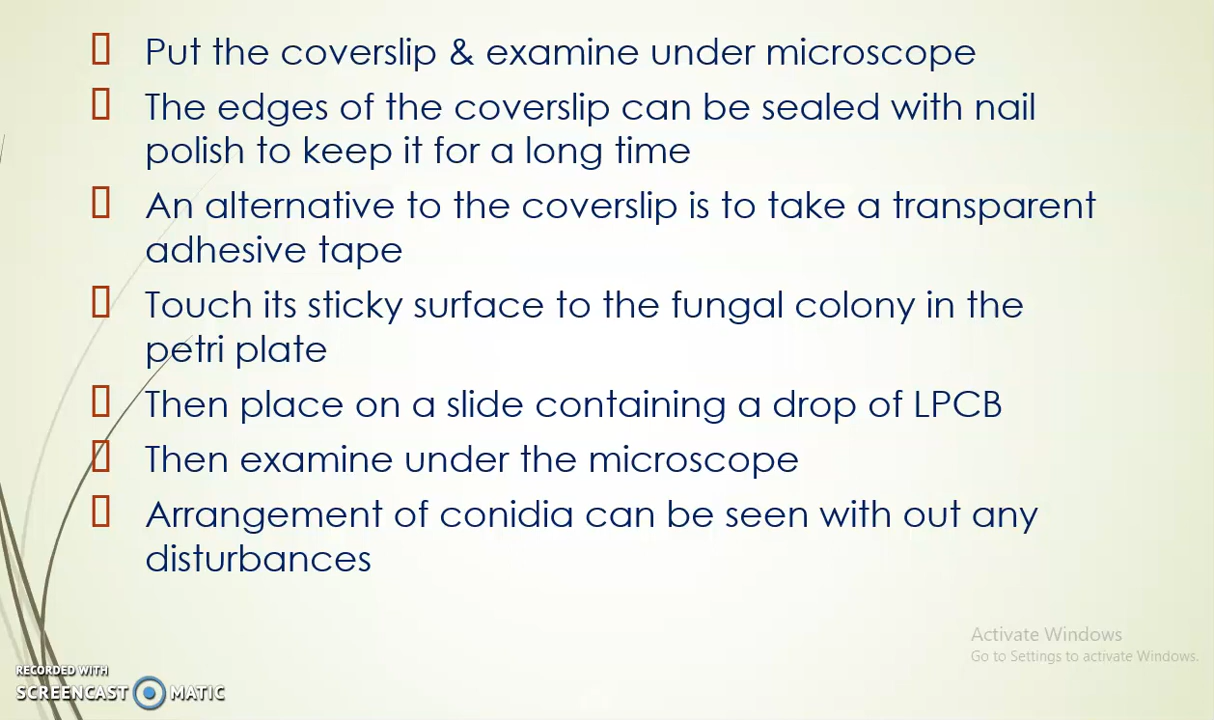 Put the coverslip & examine under microscope
The edges of the coverslip can be sealed with nail
polish to keep it for a long time
An alternative to the coverslip is to take a transparent
adhesive tape
Touch its sticky surface to the fungal colony in the
petri plate
Then place on a slide containing a drop of LPCB
Then examine under the microscope
Arrangement of conidia can be seen with out any
disturbances
Activate Windows
Go to Settings to activate Windows.
RECORDED WITH
SCREENCAST MATIC